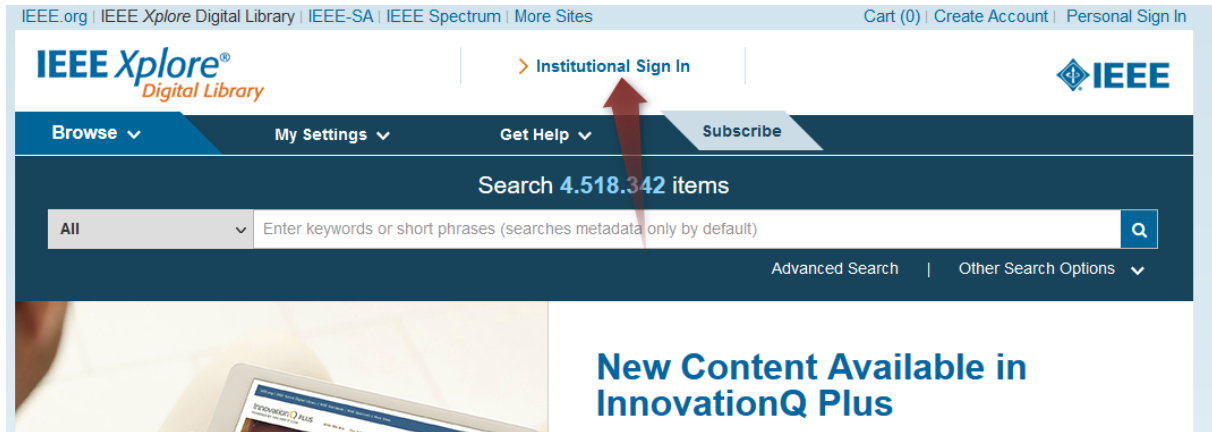 IEEE.org | IEEE Xplore Digital Library | IEEE-SA | IEEE Spectrum | More Sites
Cart (0) | Create Account | Personal Sign In
IEEE Xplore®
Digital Library
Institutional Sign In
IEEE
Browse
My Settings
Get Help
Subscribe
Search 4.518.342 items
All
Enter keywords or short phrases (searches metadata only by default)
Advanced Search | Other Search Options
New Content Available in
InnovationQ Plus
InnovationQ PLUS